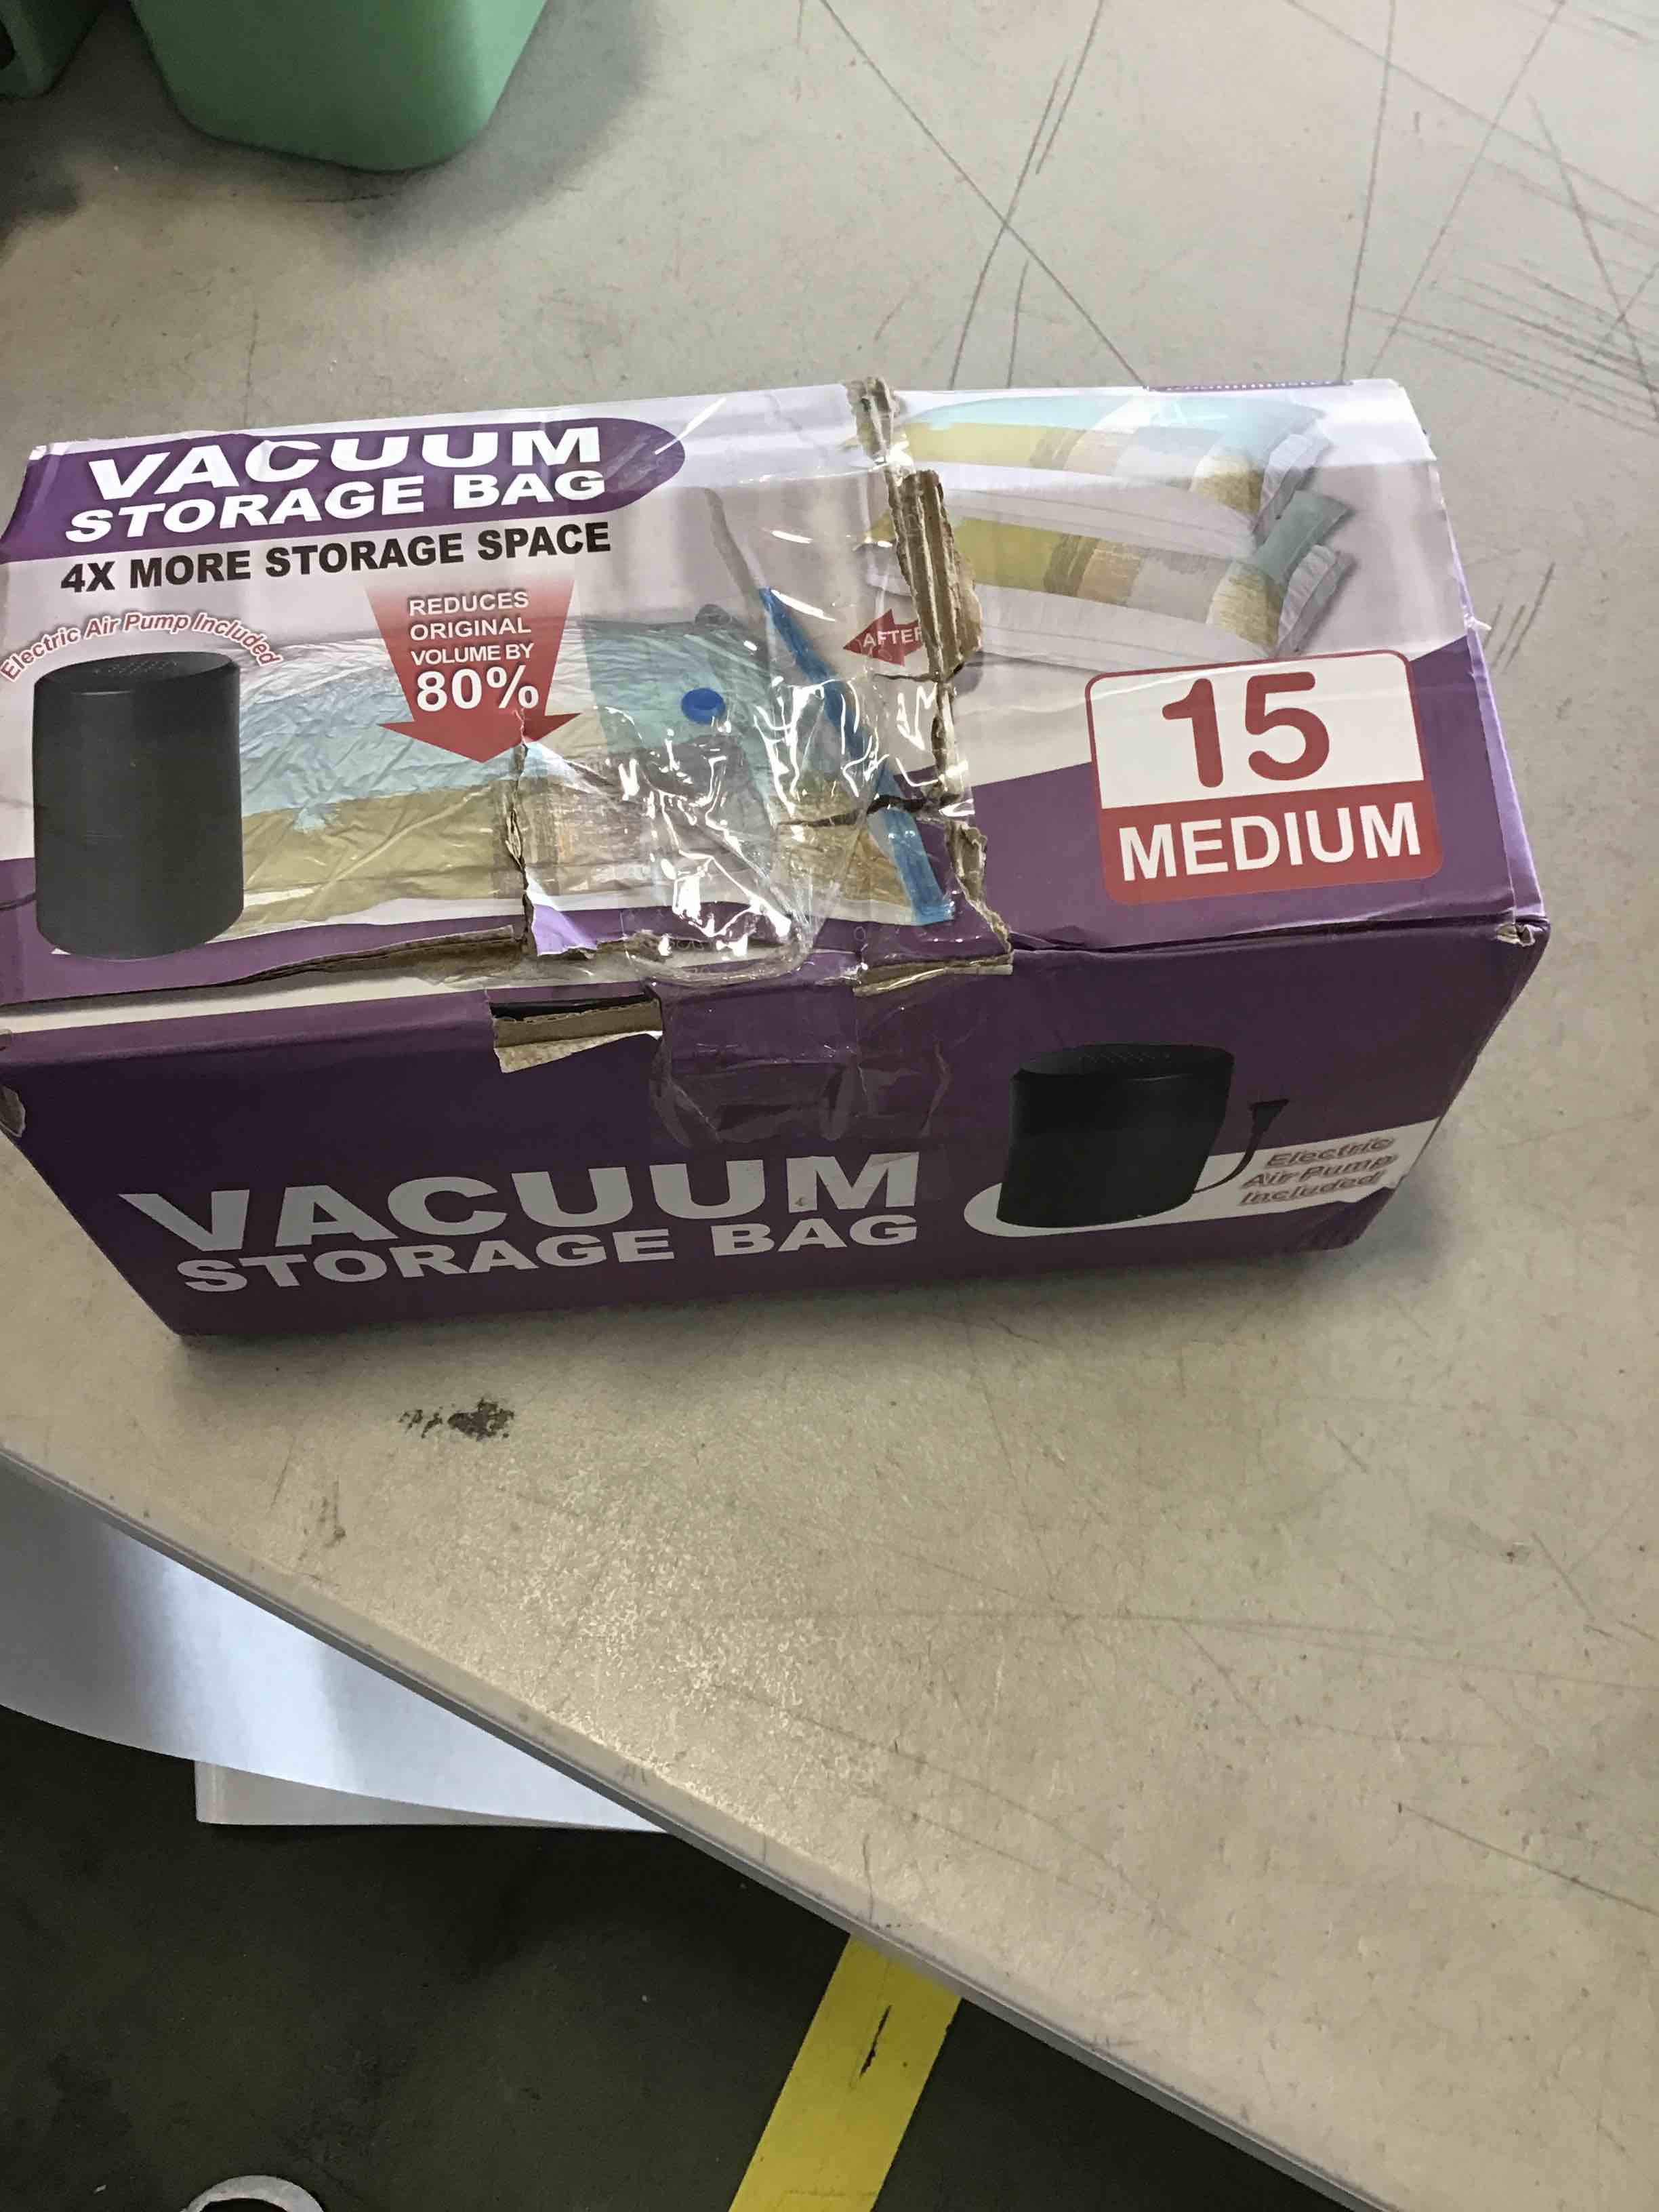 VACUUM
STORAGE BAG
4X MORE STORAGE SPACE
Electric Air Pump Included
REDUCES
ORIGINAL
VOLUME BY
80%
AFTER
15
MEDIUM
VACUUM
STORAGE BAG
Electric
Air Pump
Included